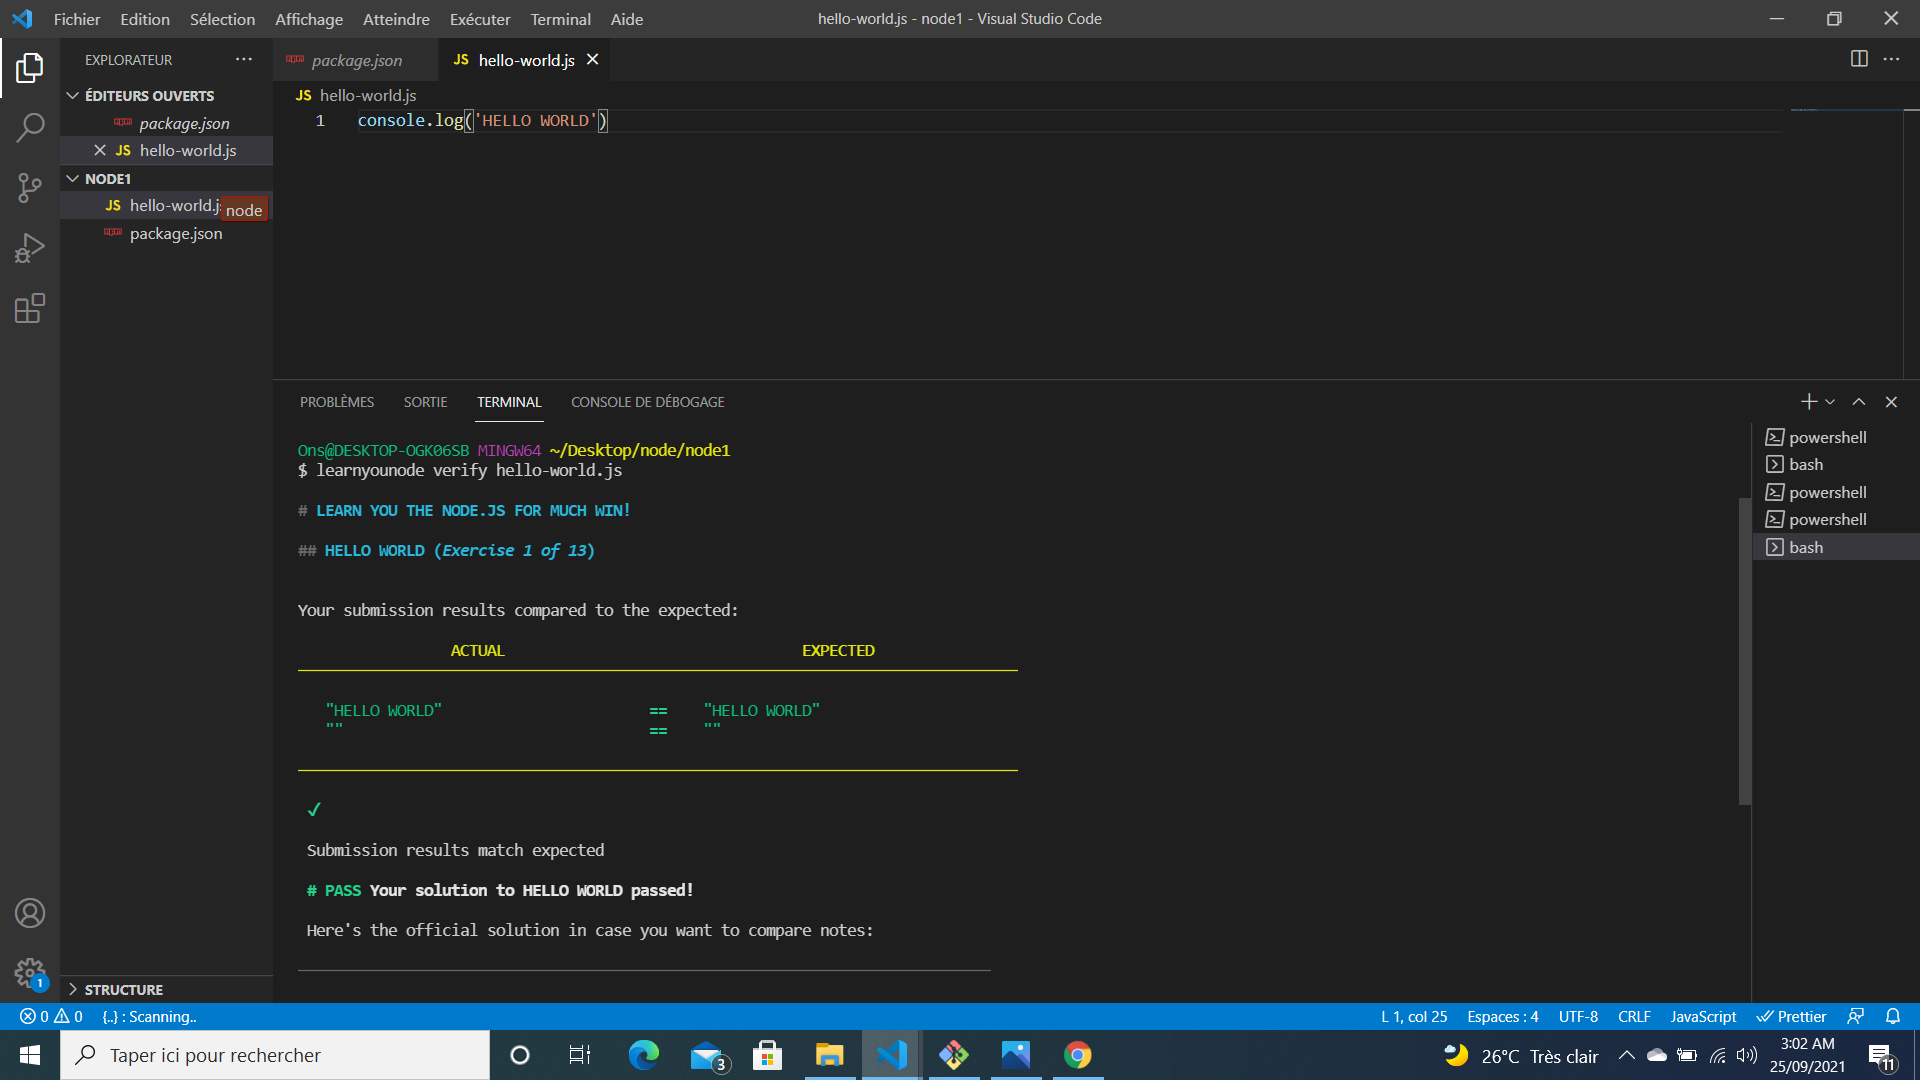 Fichier Edition Sélection Affichage Atteindre Exécuter Terminal Aide
hello-world.js - node1 - Visual Studio Code
EXPLORATEUR
package.json
JS hello-world.js
ÉDITEURS OUVERTS
package.json
JS hello-world.js
NODE1
JS hello-world.js
node
package.json
STRUCTURE
JS hello-world.js
1 console.log('HELLO WORLD')
PROBLÈMES SORTIE TERMINAL CONSOLE DE DÉBOGAGE
Ons@DESKTOP-OGK06SB MINGW64 ~/Desktop/node/node1
$ learnyounode verify hello-world.js
# LEARN YOU THE NODE.JS FOR MUCH WIN!
## HELLO WORLD (Exercise 1 of 13)
Your submission results compared to the expected:
ACTUAL EXPECTED
"HELLO WORLD" == "HELLO WORLD"
"" == ""
✓
Submission results match expected
# PASS Your solution to HELLO WORLD passed!
Here's the official solution in case you want to compare notes:
powershell
bash
powershell
powershell
bash
1
0 0 {..} : Scanning..
L 1, col 25 Espaces : 4 UTF-8 CRLF JavaScript Prettier
Taper ici pour rechercher
3
26°C Très clair
3:02 AM
25/09/2021
11